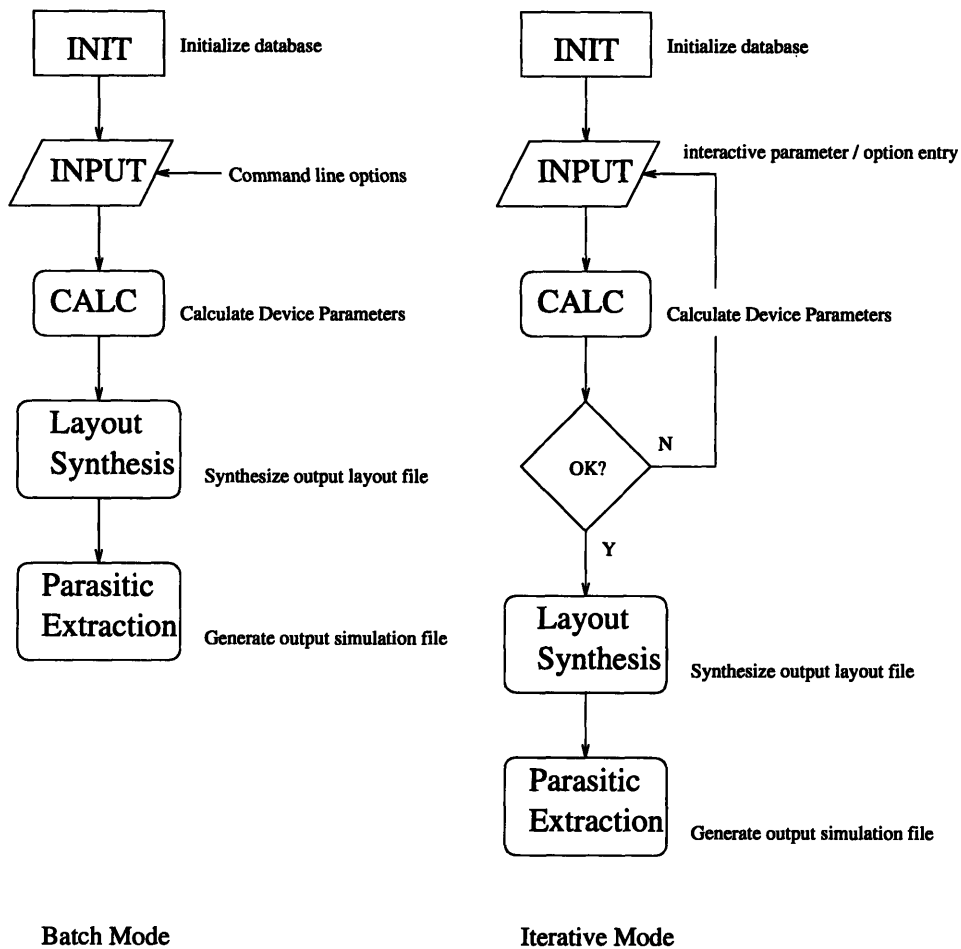 INIT
Initialize database
INPUT
Command line options
CALC
Calculate Device Parameters
Layout
Synthesis
Synthesize output layout file
Parasitic
Extraction
Generate output simulation file
Batch Mode
INIT
Initialize database
interactive parameter / option entry
INPUT
CALC
Calculate Device Parameters
OK?
N
Y
Layout
Synthesis
Synthesize output layout file
Parasitic
Extraction
Generate output simulation file
Iterative Mode